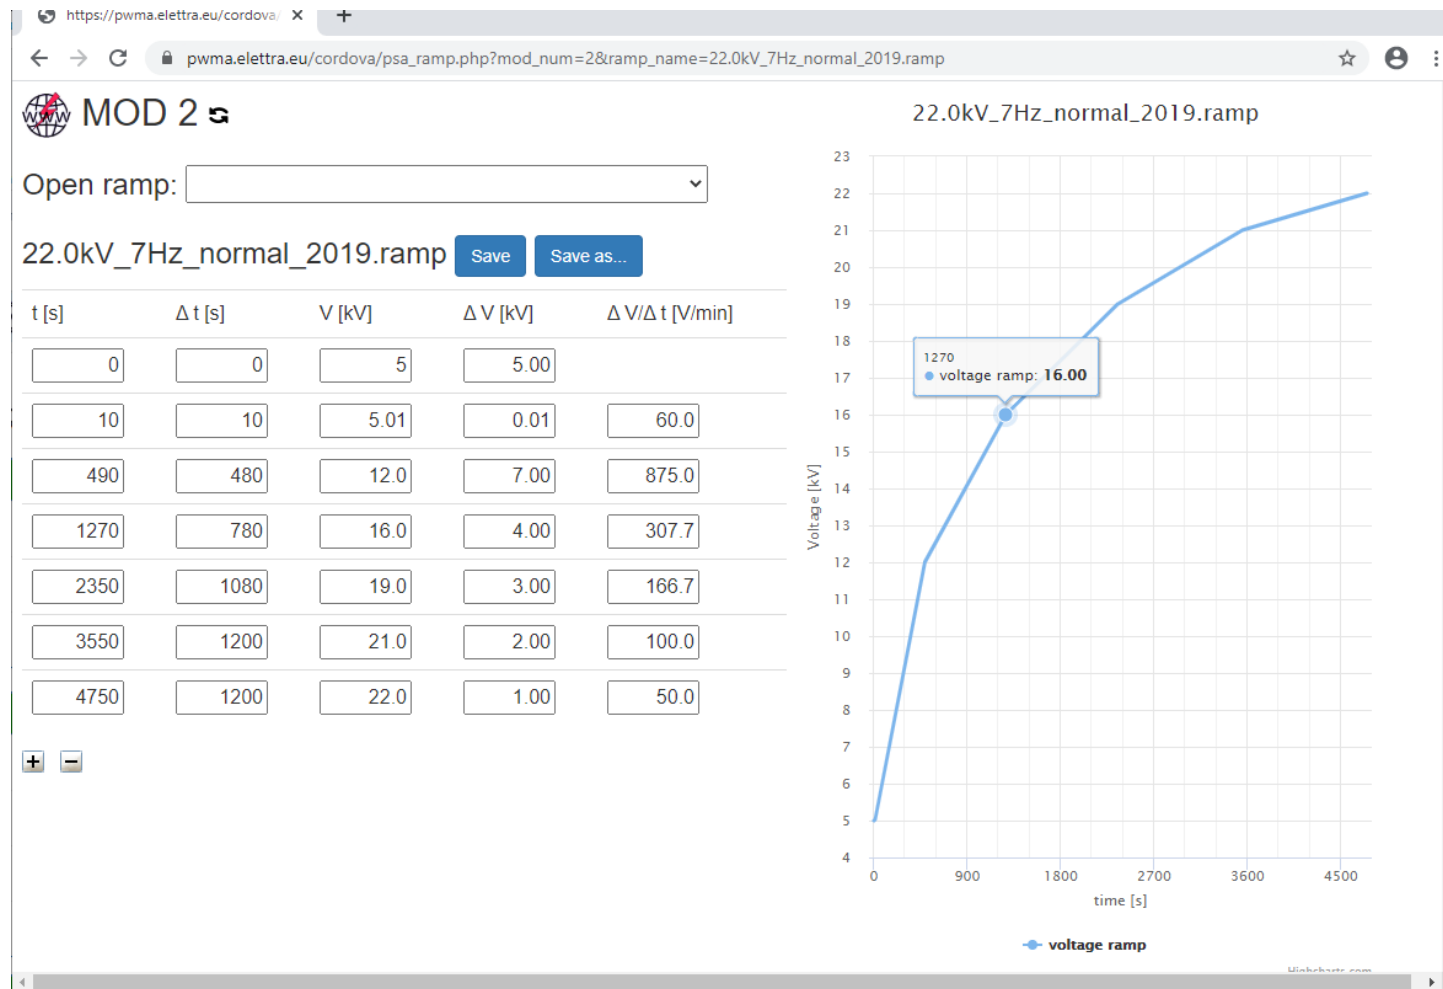 https://pwma.elettra.eu/cordova/
pwma.elettra.eu/cordova/psa_ramp.php?mod_num=2&ramp_name=22.0kV_7Hz_normal_2019.ramp
www MOD 2
Open ramp:
22.0kV_7Hz_normal_2019.ramp Save Save as...
t [s] Δ t [s] V [kV] Δ V [kV] Δ V/Δ t [V/min]
0 0 5 5.00
10 10 5.01 0.01 60.0
490 480 12.0 7.00 875.0
1270 780 16.0 4.00 307.7
2350 1080 19.0 3.00 166.7
3550 1200 21.0 2.00 100.0
4750 1200 22.0 1.00 50.0
22.0kV_7Hz_normal_2019.ramp
23
22
21
20
19
18
17
16
15
14
13
12
11
10
9
8
7
6
5
4
Voltage [kV]
1270
voltage ramp: 16.00
0 900 1800 2700 3600 4500
time [s]
voltage ramp
Highcharts.com